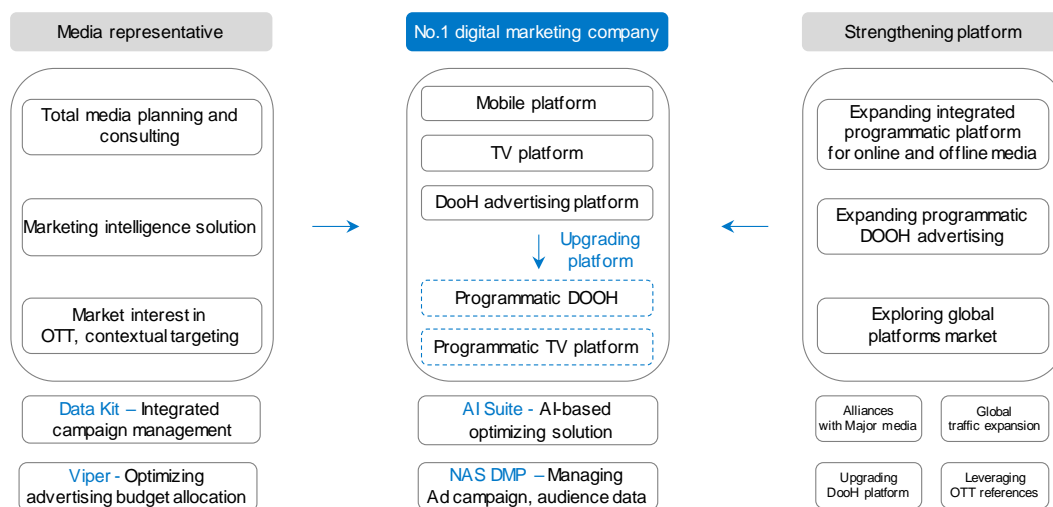 Media representative
Total media planning and
consulting
Marketing intelligence solution
Market interest in
OTT, contextual targeting
Data Kit – Integrated
campaign management
Viper - Optimizing
advertising budget allocation
No.1 digital marketing company
Mobile platform
TV platform
DooH advertising platform
Upgrading
platform
Programmatic DOOH
Programmatic TV platform
AI Suite - AI-based
optimizing solution
NAS DMP – Managing
Ad campaign, audience data
Strengthening platform
Expanding integrated
programmatic platform
for online and offline media
Expanding programmatic
DOOH advertising
Exploring global
platforms market
Alliances
with Major media
Global
traffic expansion
Upgrading
DooH platform
Leveraging
OTT references